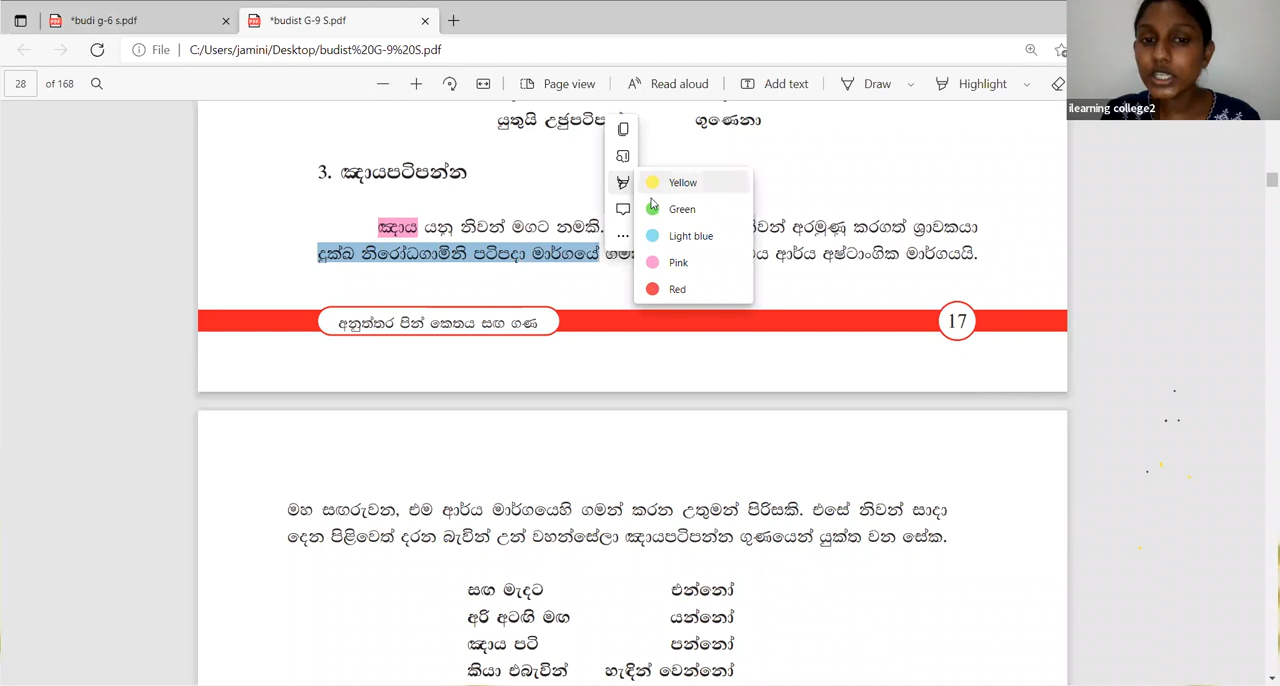 *budi g-6 s.pdf
*budist G-9 S.pdf
File
C:/Users/jamini/Desktop/budist%20G-9%20S.pdf
28 of 168
Page view
Read aloud
Add text
Draw
Highlight
ilearning college2
යුතුයි උජුපටිප
ගුණෙනා
3. ඤායපටිපන්න
ඤාය යනු නිවන් මගට නමකි. වන් අරමුණු කරගත් ශ්‍රාවකයා
දුක්ඛ නිරෝධගාමිනි පටිපදා මාර්ගයේ ය ආර්ය අෂ්ටාංගික මාර්ගයයි.
Yellow
Green
Light blue
Pink
Red
අනුත්තර පින් කෙතය සඟ ගණ
17
මහ සඟරුවන, එම ආර්ය මාර්ගයෙහි ගමන් කරන උතුමන් පිරිසකි. එසේ නිවන් සාදා
දෙන පිළිවෙත් දරන බැවින් උන් වහන්සේලා ඤායපටිපන්න ගුණයෙන් යුක්ත වන සේක.
සඟ මැදට එන්නෝ
අරි අටඟි මඟ යන්නෝ
ඤාය පටි පන්නෝ
කියා එබැවින් හැඳින් වෙන්නෝ